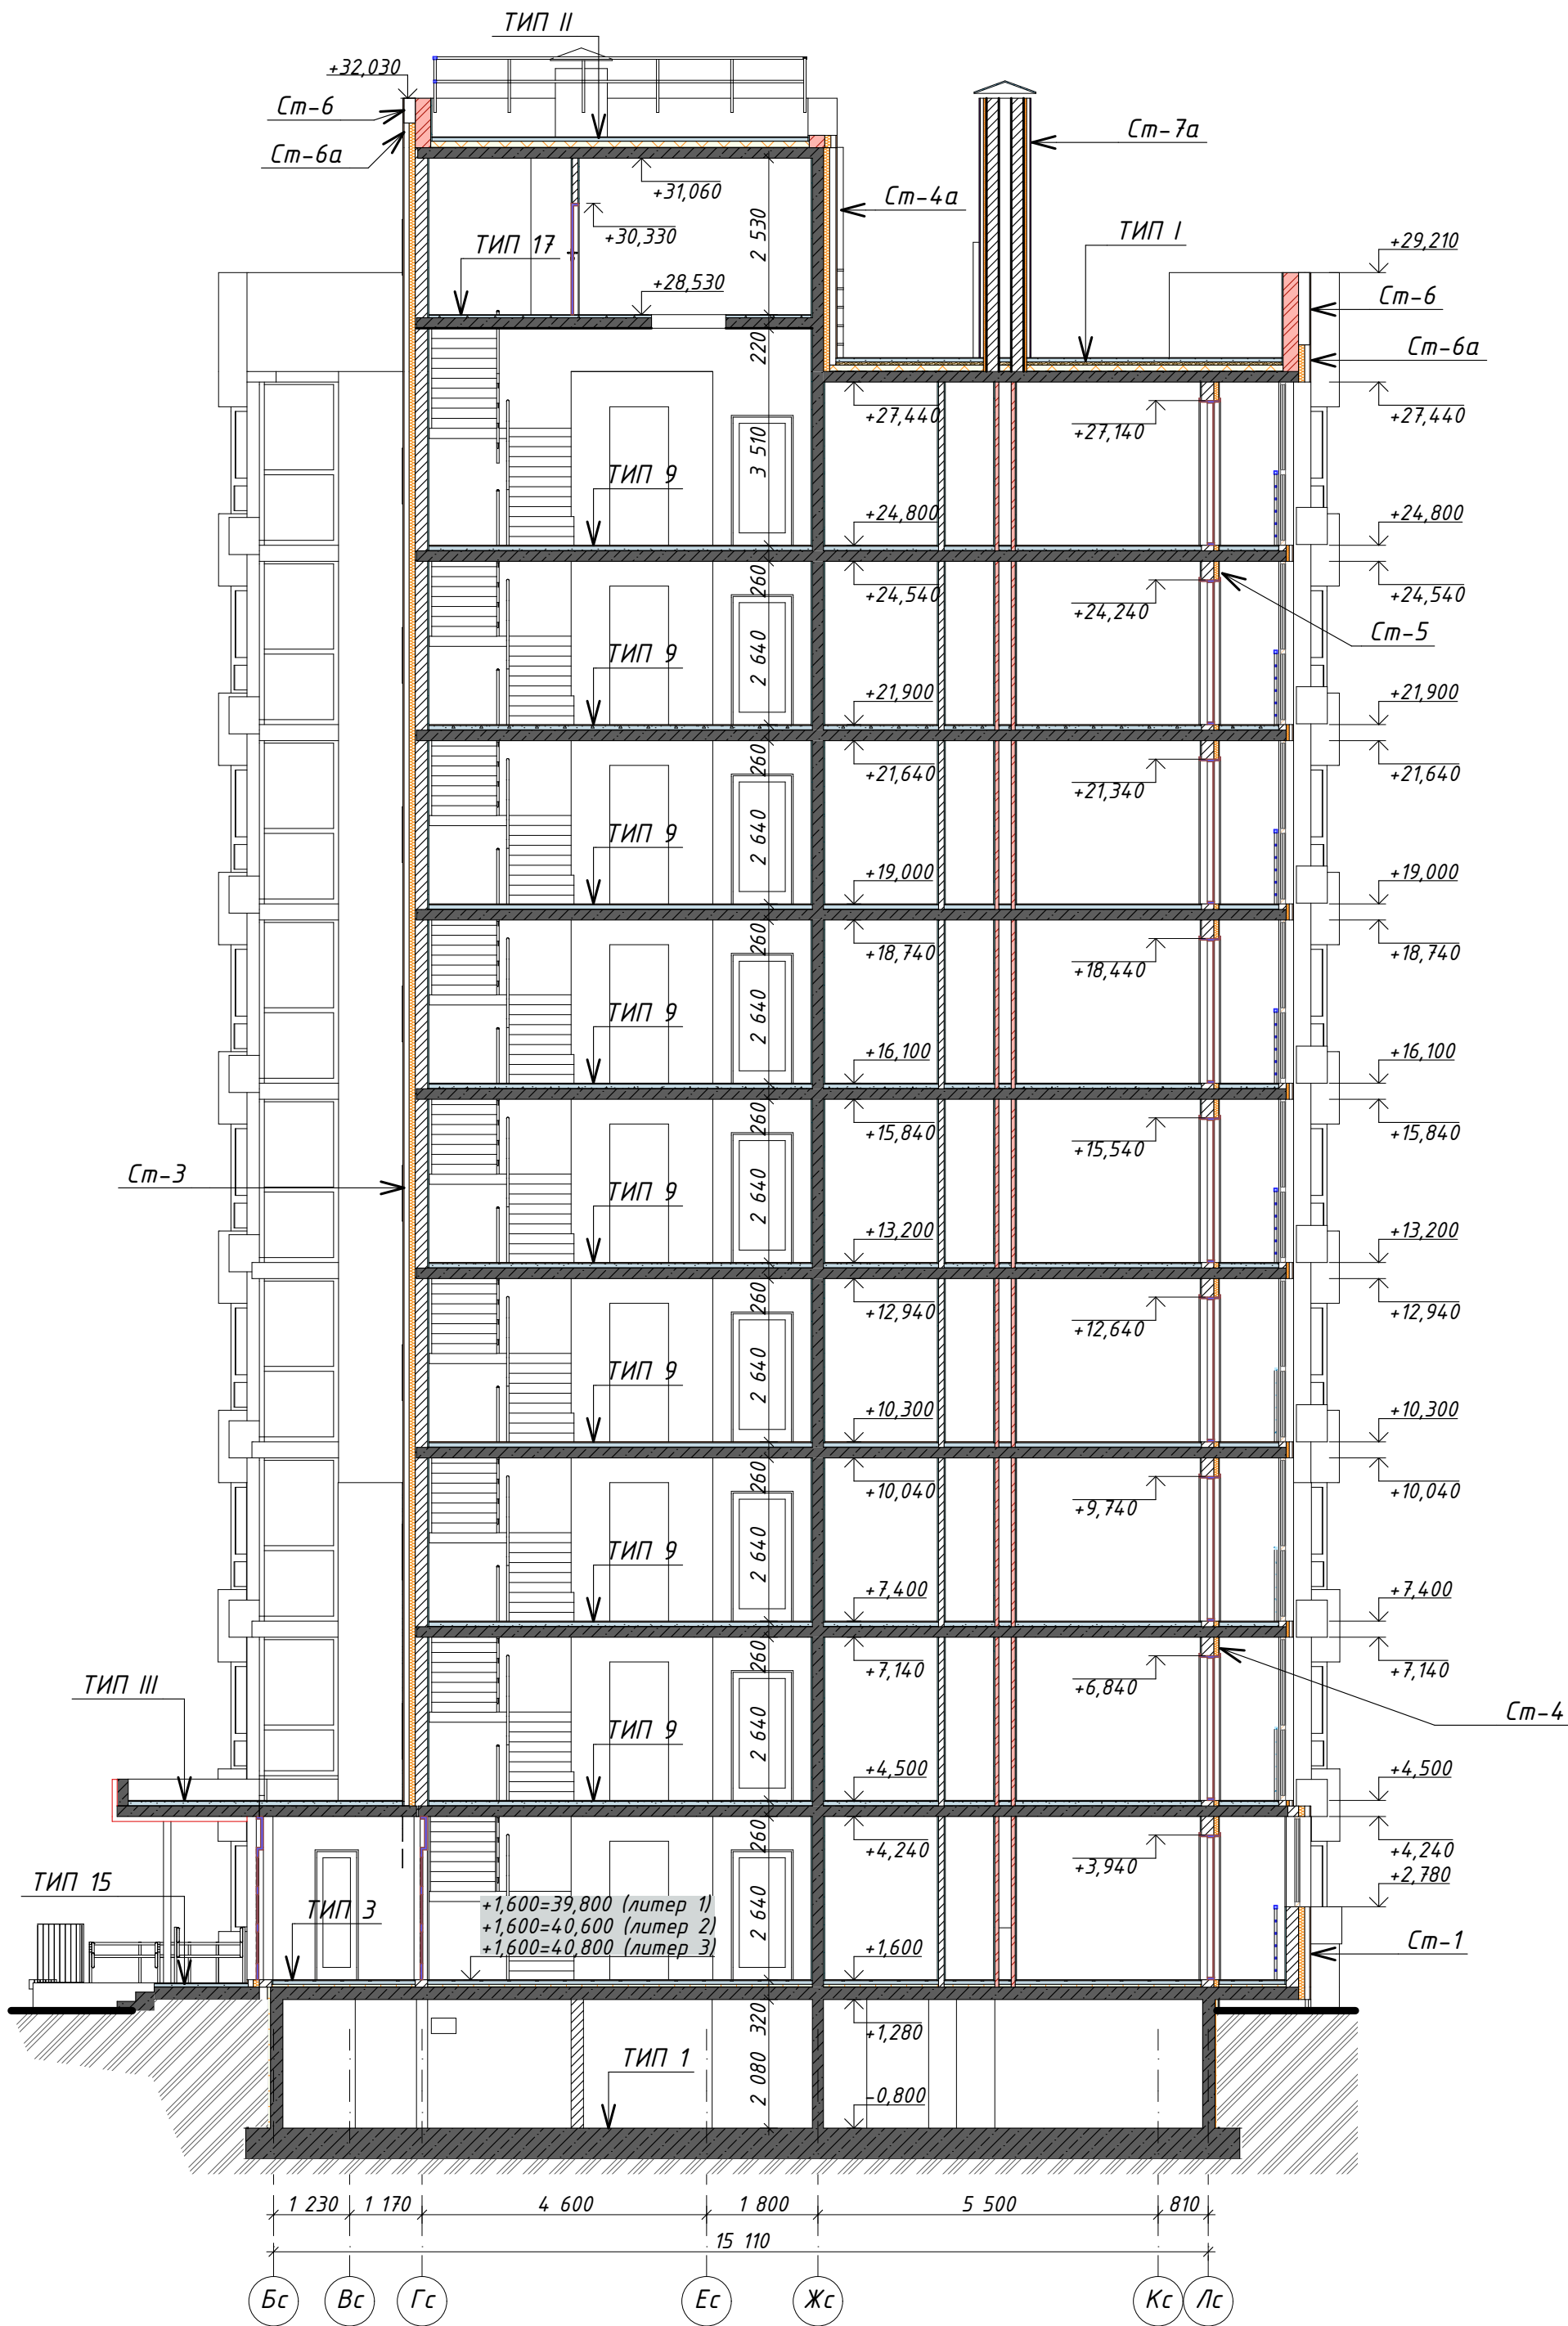 ТИП II
+32,030
Ст-6
Ст-6а
Ст-7а
+31,060
Ст-4а
+30,330
2 530
ТИП 17
ТИП I
+29,210
+28,530
Ст-6
220
Ст-6а
+27,440
+27,140
+27,440
3 510
ТИП 9
+24,800
+24,800
260
+24,540
+24,240
+24,540
Ст-5
ТИП 9
2 640
+21,900
+21,900
260
+21,640
+21,340
+21,640
ТИП 9
2 640
+19,000
+19,000
260
+18,740
+18,440
+18,740
ТИП 9
2 640
+16,100
+16,100
260
+15,840
+15,540
+15,840
Ст-3
ТИП 9
2 640
+13,200
+13,200
260
+12,940
+12,640
+12,940
ТИП 9
2 640
+10,300
+10,300
260
+10,040
+9,740
+10,040
ТИП 9
2 640
+7,400
+7,400
260
+7,140
+6,840
+7,140
ТИП III
Ст-4
ТИП 9
2 640
+4,500
+4,500
260
+4,240
+3,940
+4,240
+2,780
ТИП 15
ТИП 3
+1,600=39,800 (литер 1)
+1,600=40,600 (литер 2)
+1,600=40,800 (литер 3)
2 640
+1,600
Ст-1
320
+1,280
ТИП 1
2 080
-0,800
1 230
1 170
4 600
1 800
5 500
810
15 110
Бс
Вс
Гс
Ес
Жс
Кс
Лс